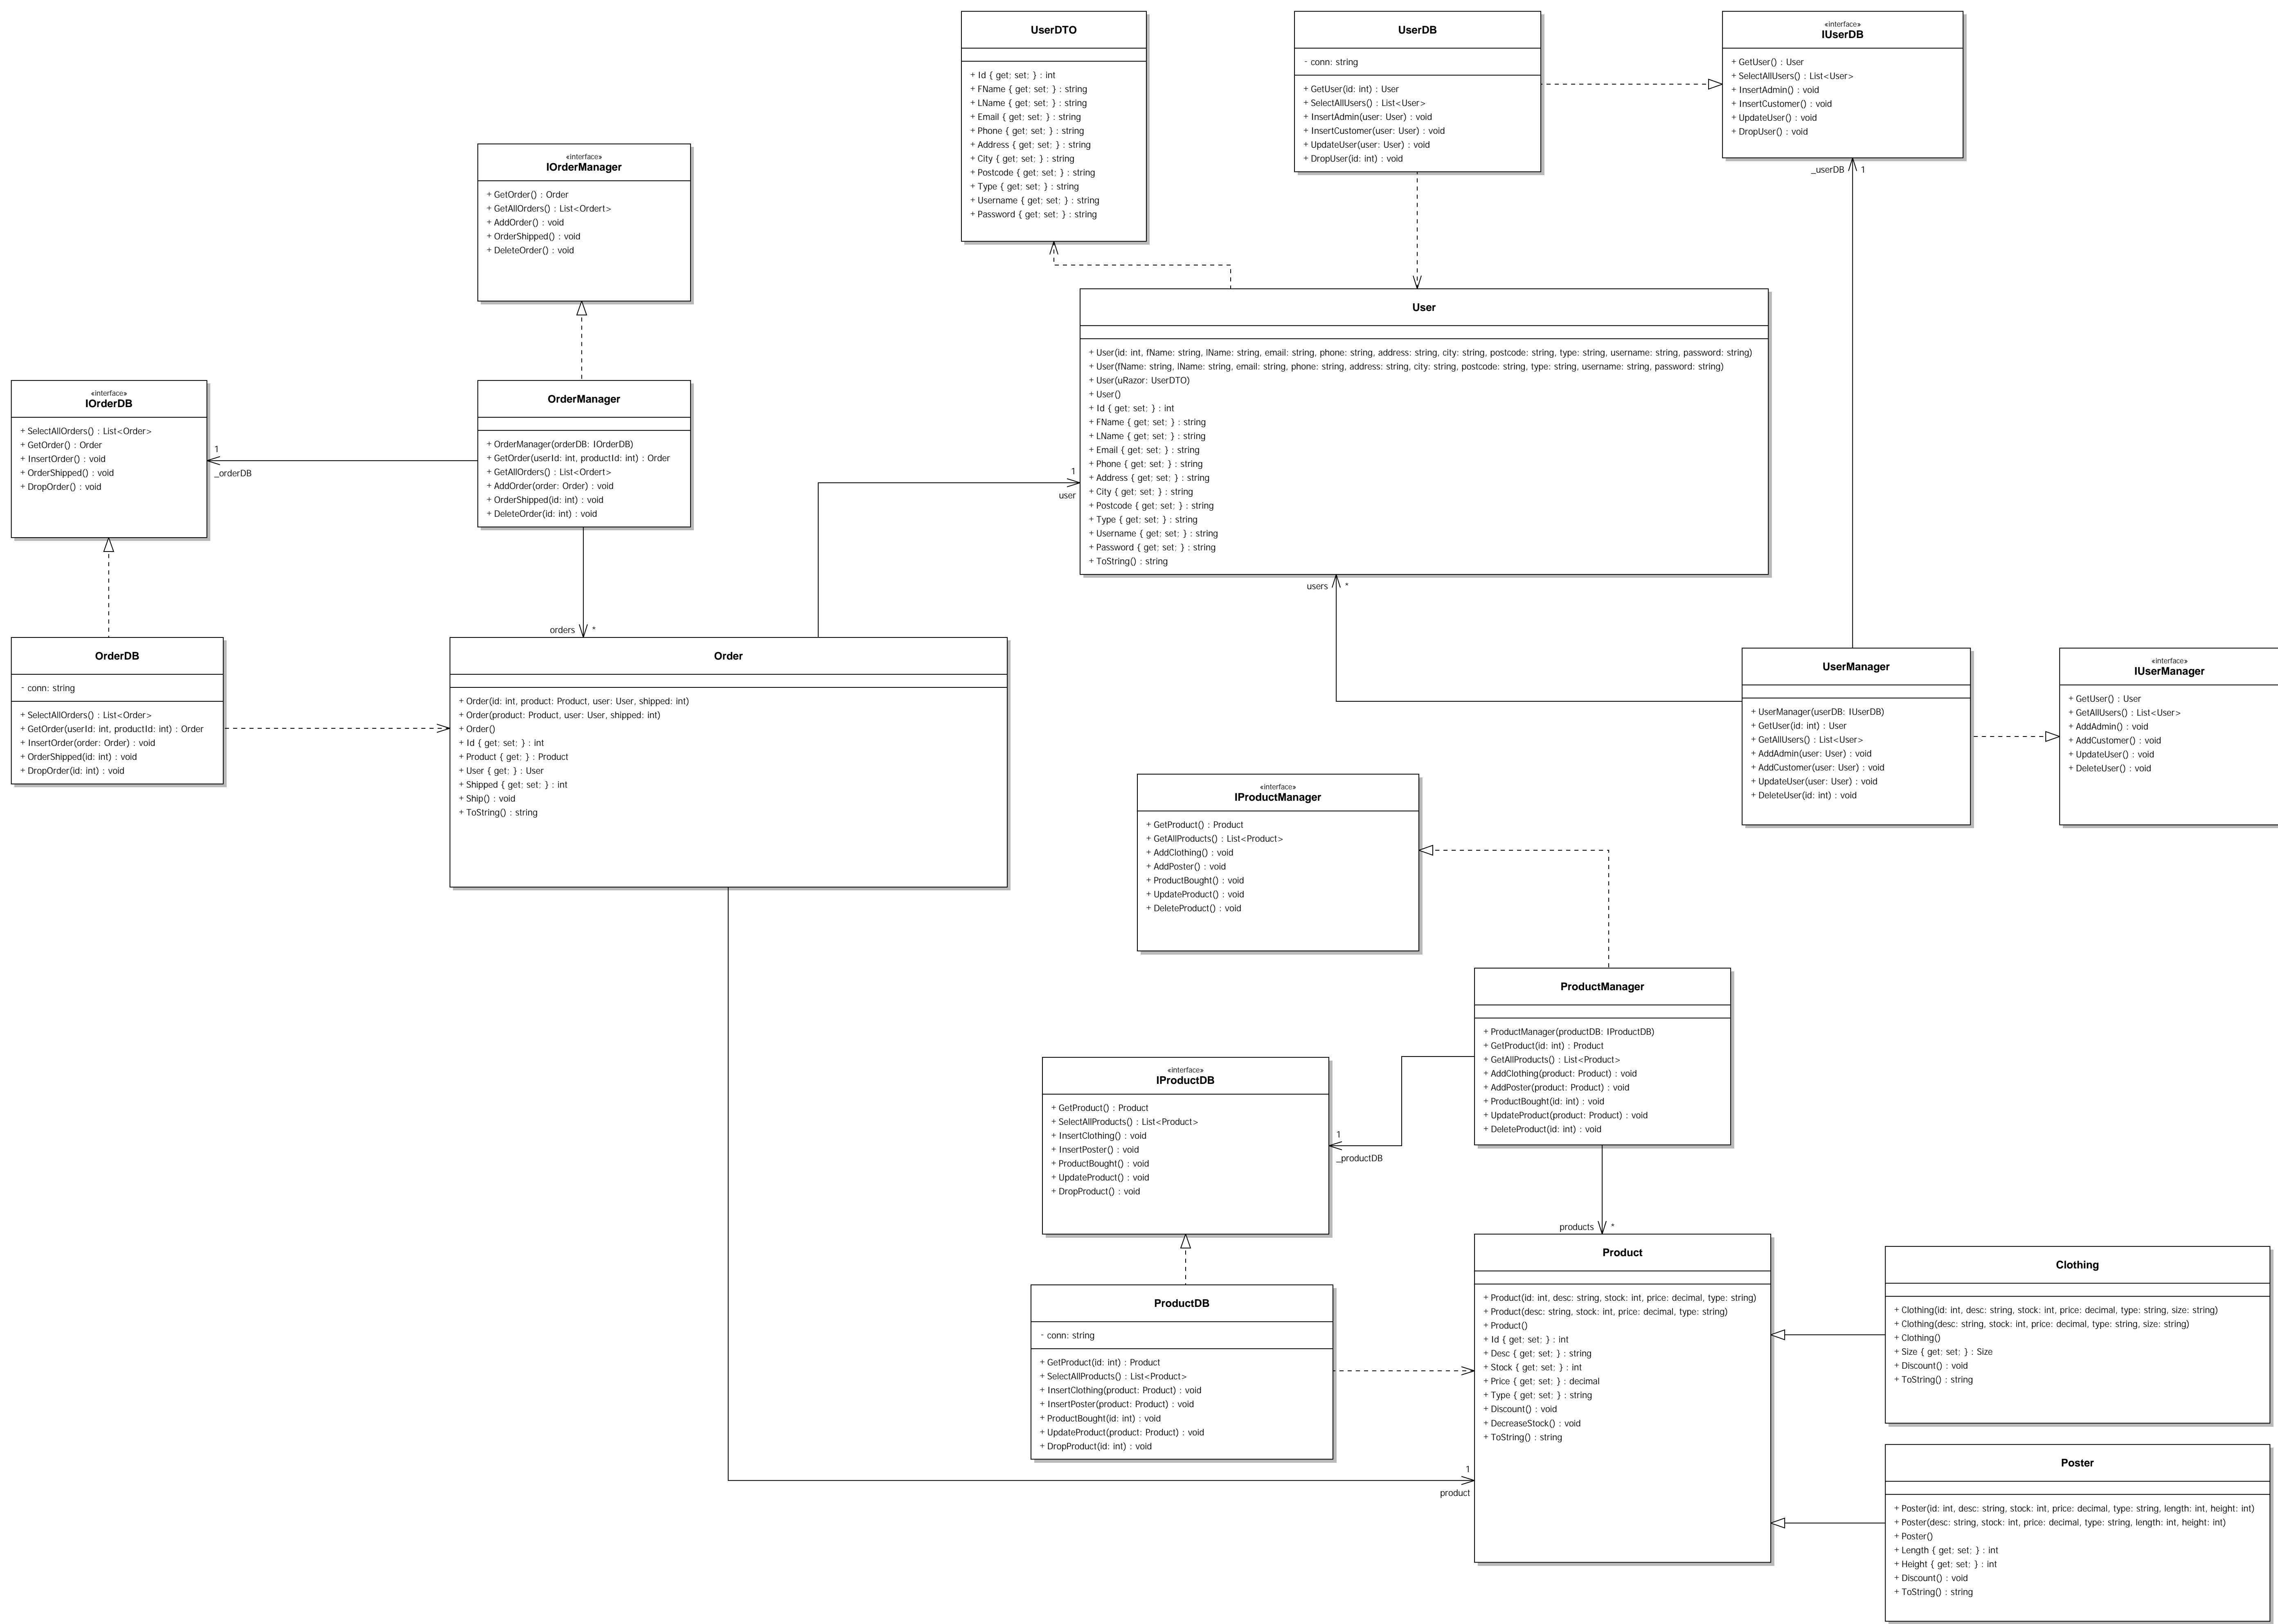 UserDTO
+ Id { get; set; } : int
+ FName { get; set; } : string
+ LName { get; set; } : string
+ Email { get; set; } : string
+ Phone { get; set; } : string
+ Address { get; set; } : string
+ City { get; set; } : string
+ Postcode { get; set; } : string
+ Type { get; set; } : string
+ Username { get; set; } : string
+ Password { get; set; } : string
UserDB
- conn: string
+ GetUser(id: int) : User
+ SelectAllUsers() : List<User>
+ InsertAdmin(user: User) : void
+ InsertCustomer(user: User) : void
+ UpdateUser(user: User) : void
+ DropUser(id: int) : void
«interface»
IUserDB
+ GetUser() : User
+ SelectAllUsers() : List<User>
+ InsertAdmin() : void
+ InsertCustomer() : void
+ UpdateUser() : void
+ DropUser() : void
_userDB 1
«interface»
IOrderManager
+ GetOrder() : Order
+ GetAllOrders() : List<Ordert>
+ AddOrder() : void
+ OrderShipped() : void
+ DeleteOrder() : void
«interface»
IOrderDB
+ SelectAllOrders() : List<Order>
+ GetOrder() : Order
+ InsertOrder() : void
+ OrderShipped() : void
+ DropOrder() : void
1
_orderDB
OrderManager
+ OrderManager(orderDB: IOrderDB)
+ GetOrder(userId: int, productId: int) : Order
+ GetAllOrders() : List<Ordert>
+ AddOrder(order: Order) : void
+ OrderShipped(id: int) : void
+ DeleteOrder(id: int) : void
User
+ User(id: int, fName: string, lName: string, email: string, phone: string, address: string, city: string, postcode: string, type: string, username: string, password: string)
+ User(fName: string, lName: string, email: string, phone: string, address: string, city: string, postcode: string, type: string, username: string, password: string)
+ User(uRazor: UserDTO)
+ User()
+ Id { get; set; } : int
+ FName { get; set; } : string
+ LName { get; set; } : string
+ Email { get; set; } : string
+ Phone { get; set; } : string
+ Address { get; set; } : string
+ City { get; set; } : string
+ Postcode { get; set; } : string
+ Type { get; set; } : string
+ Username { get; set; } : string
+ Password { get; set; } : string
+ ToString() : string
1
user
users *
orders *
OrderDB
- conn: string
+ SelectAllOrders() : List<Order>
+ GetOrder(userId: int, productId: int) : Order
+ InsertOrder(order: Order) : void
+ OrderShipped(id: int) : void
+ DropOrder(id: int) : void
Order
+ Order(id: int, product: Product, user: User, shipped: int)
+ Order(product: Product, user: User, shipped: int)
+ Order()
+ Id { get; set; } : int
+ Product { get; } : Product
+ User { get; } : User
+ Shipped { get; set; } : int
+ Ship() : void
+ ToString() : string
UserManager
+ UserManager(userDB: IUserDB)
+ GetUser(id: int) : User
+ GetAllUsers() : List<User>
+ AddAdmin(user: User) : void
+ AddCustomer(user: User) : void
+ UpdateUser(user: User) : void
+ DeleteUser(id: int) : void
«interface»
IUserManager
+ GetUser() : User
+ GetAllUsers() : List<User>
+ AddAdmin() : void
+ AddCustomer() : void
+ UpdateUser() : void
+ DeleteUser() : void
«interface»
IProductManager
+ GetProduct() : Product
+ GetAllProducts() : List<Product>
+ AddClothing() : void
+ AddPoster() : void
+ ProductBought() : void
+ UpdateProduct() : void
+ DeleteProduct() : void
ProductManager
+ ProductManager(productDB: IProductDB)
+ GetProduct(id: int) : Product
+ GetAllProducts() : List<Product>
+ AddClothing(product: Product) : void
+ AddPoster(product: Product) : void
+ ProductBought(id: int) : void
+ UpdateProduct(product: Product) : void
+ DeleteProduct(id: int) : void
«interface»
IProductDB
+ GetProduct() : Product
+ SelectAllProducts() : List<Product>
+ InsertClothing() : void
+ InsertPoster() : void
+ ProductBought() : void
+ UpdateProduct() : void
+ DropProduct() : void
1
_productDB
products *
ProductDB
- conn: string
+ GetProduct(id: int) : Product
+ SelectAllProducts() : List<Product>
+ InsertClothing(product: Product) : void
+ InsertPoster(product: Product) : void
+ ProductBought(id: int) : void
+ UpdateProduct(product: Product) : void
+ DropProduct(id: int) : void
Product
+ Product(id: int, desc: string, stock: int, price: decimal, type: string)
+ Product(desc: string, stock: int, price: decimal, type: string)
+ Product()
+ Id { get; set; } : int
+ Desc { get; set; } : string
+ Stock { get; set; } : int
+ Price { get; set; } : decimal
+ Type { get; set; } : string
+ Discount() : void
+ DecreaseStock() : void
+ ToString() : string
1
product
Clothing
+ Clothing(id: int, desc: string, stock: int, price: decimal, type: string, size: string)
+ Clothing(desc: string, stock: int, price: decimal, type: string, size: string)
+ Clothing()
+ Size { get; set; } : Size
+ Discount() : void
+ ToString() : string
Poster
+ Poster(id: int, desc: string, stock: int, price: decimal, type: string, length: int, height: int)
+ Poster(desc: string, stock: int, price: decimal, type: string, length: int, height: int)
+ Poster()
+ Length { get; set; } : int
+ Height { get; set; } : int
+ Discount() : void
+ ToString() : string